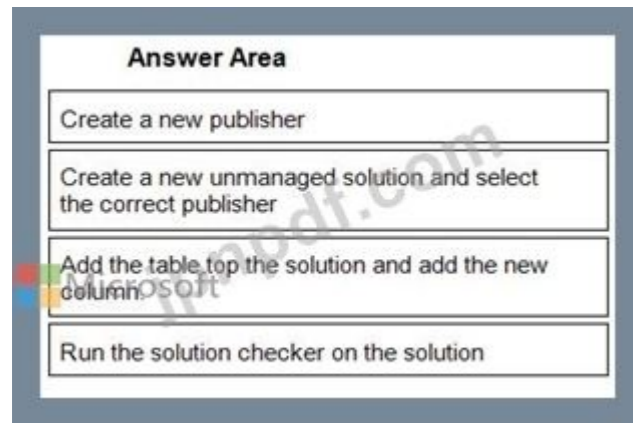 Answer Area
Create a new publisher
Create a new unmanaged solution and select
the correct publisher
Add the table top the solution and add the new
column.
Microsoft
Run the solution checker on the solution